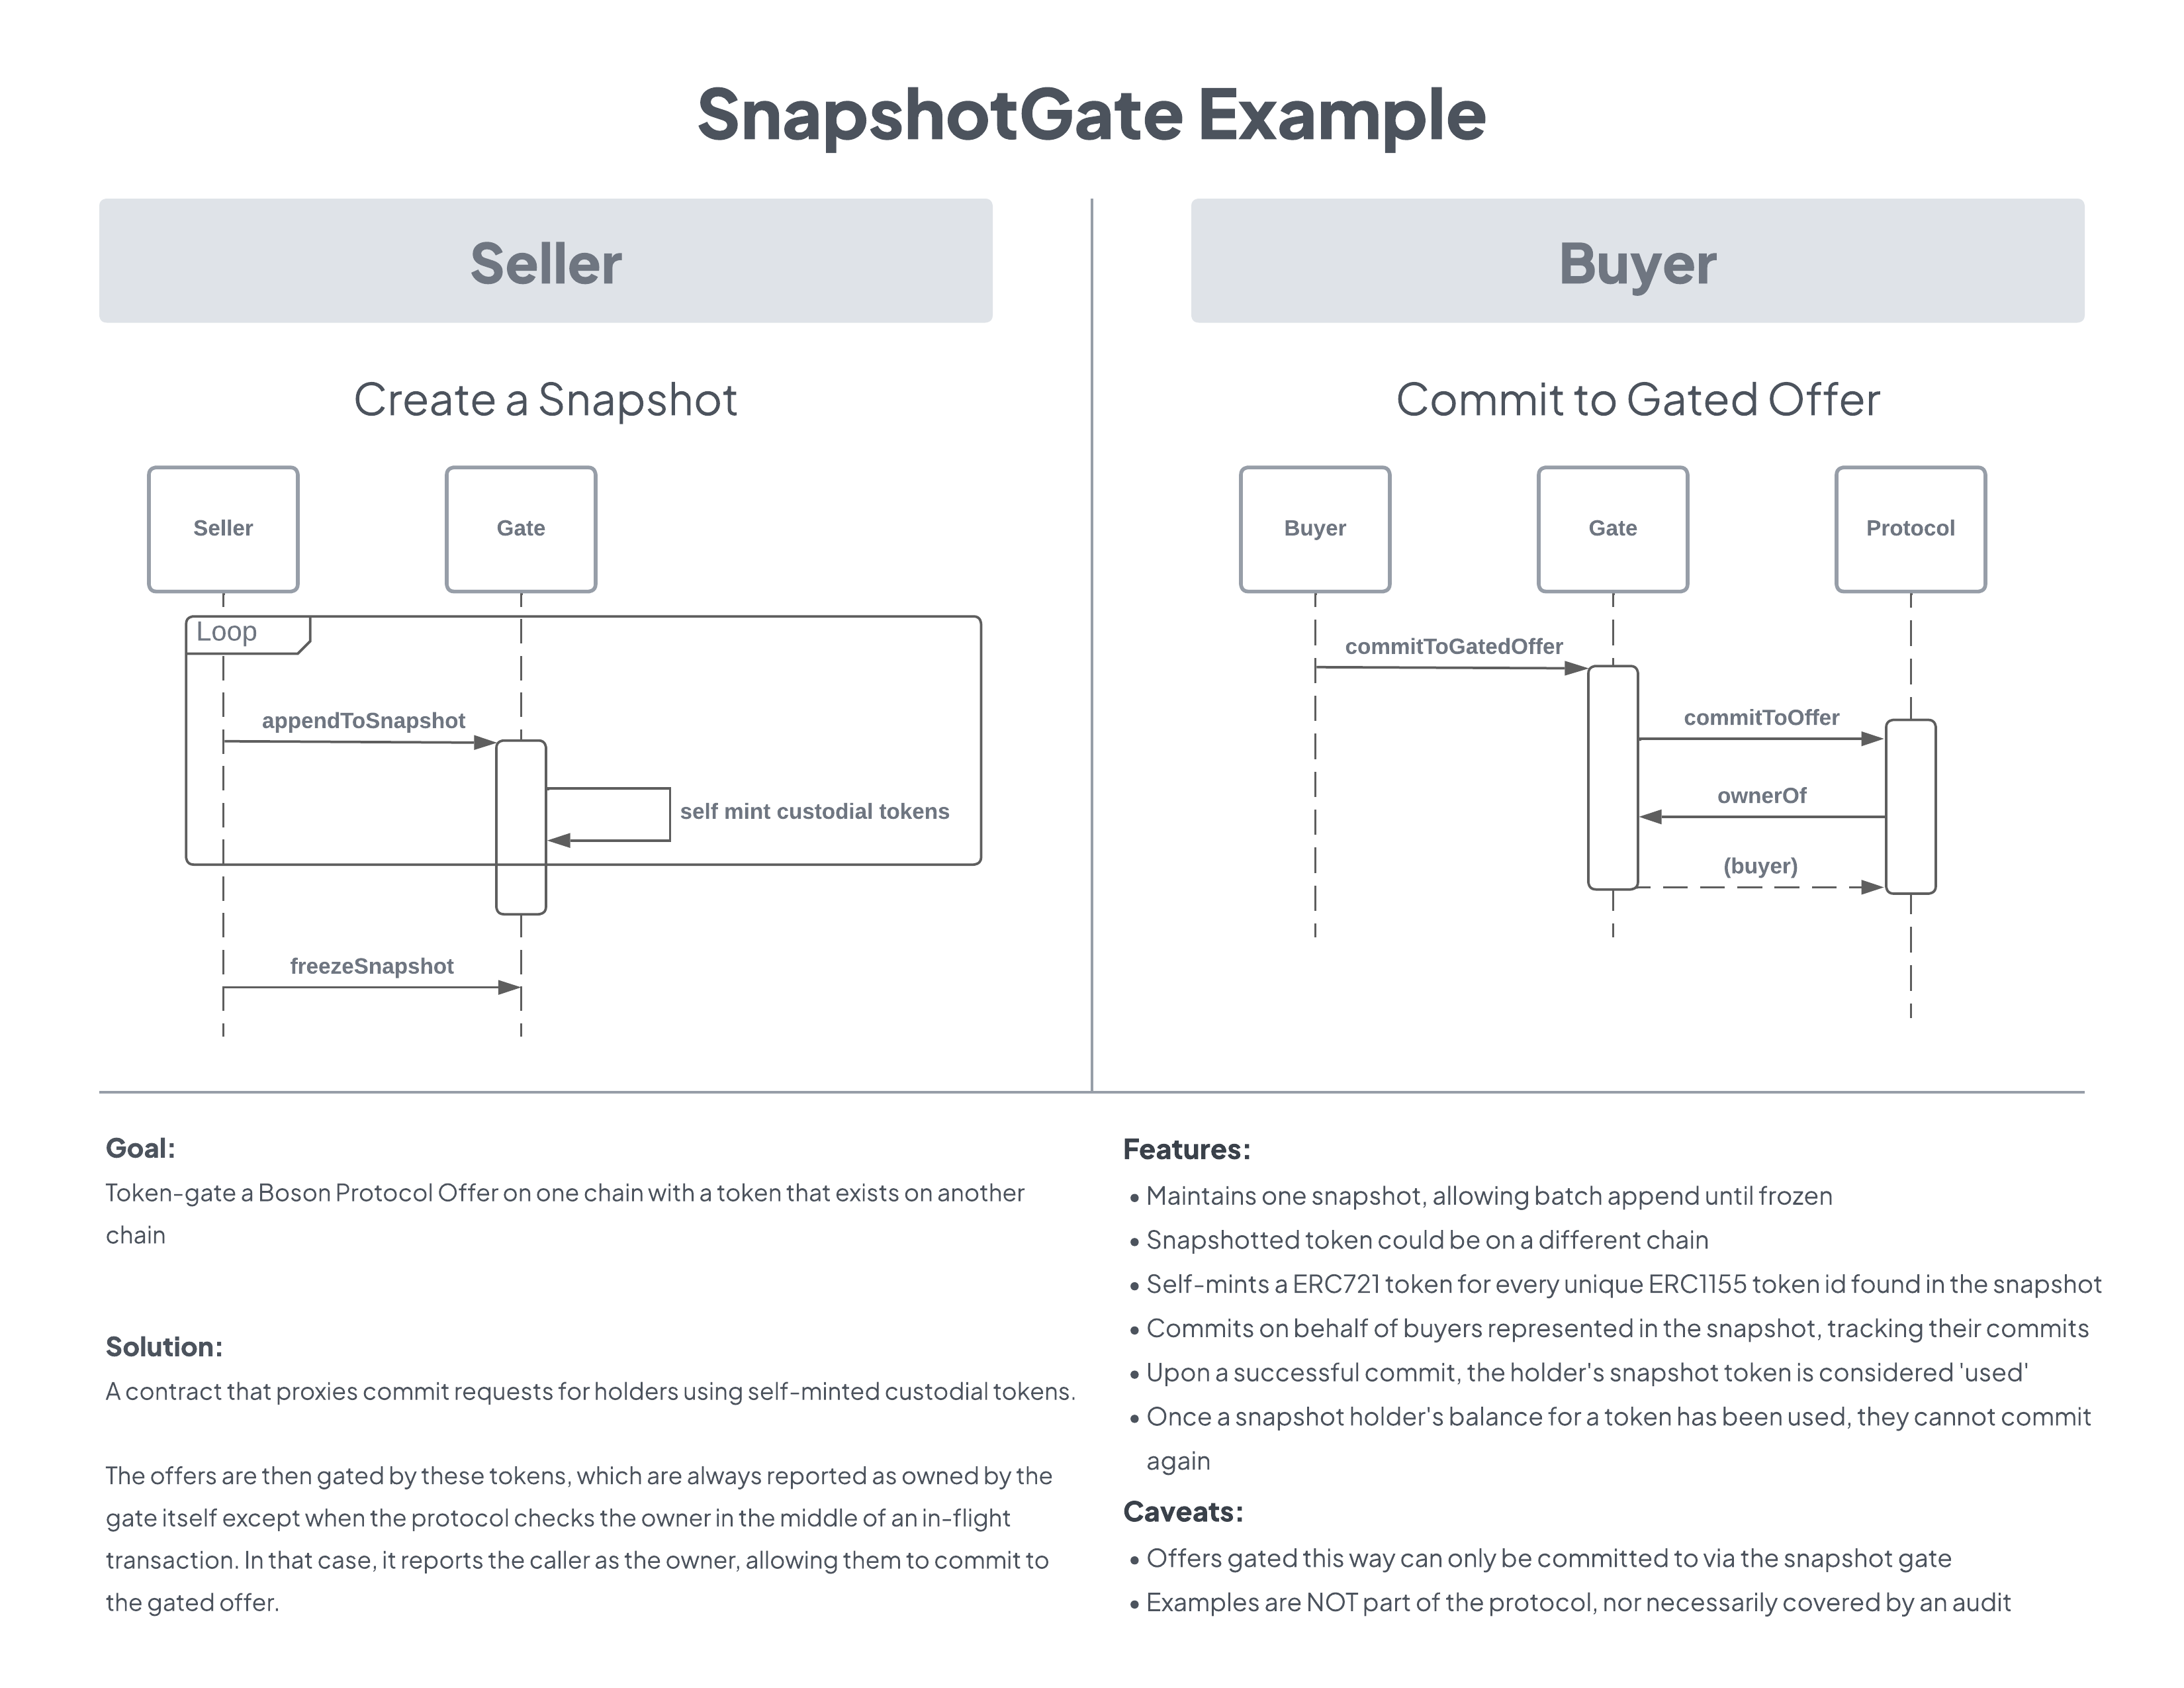 SnapshotGate Example
Seller
Create a Snapshot
Seller
Gate
Loop
appendToSnapshot
self mint custodial tokens
freezeSnapshot
Buyer
Commit to Gated Offer
Buyer
Gate
Protocol
commitToGatedOffer
commitToOffer
ownerOf
(buyer)
Goal:
Token-gate a Boson Protocol Offer on one chain with a token that exists on another
chain
Solution:
A contract that proxies commit requests for holders using self-minted custodial tokens.
The offers are then gated by these tokens, which are always reported as owned by the
gate itself except when the protocol checks the owner in the middle of an in-flight
transaction. In that case, it reports the caller as the owner, allowing them to commit to
the gated offer.
Features:
• Maintains one snapshot, allowing batch append until frozen
• Snapshotted token could be on a different chain
• Self-mints a ERC721 token for every unique ERC1155 token id found in the snapshot
• Commits on behalf of buyers represented in the snapshot, tracking their commits
• Upon a successful commit, the holder's snapshot token is considered 'used'
• Once a snapshot holder's balance for a token has been used, they cannot commit
again
Caveats:
• Offers gated this way can only be committed to via the snapshot gate
• Examples are NOT part of the protocol, nor necessarily covered by an audit